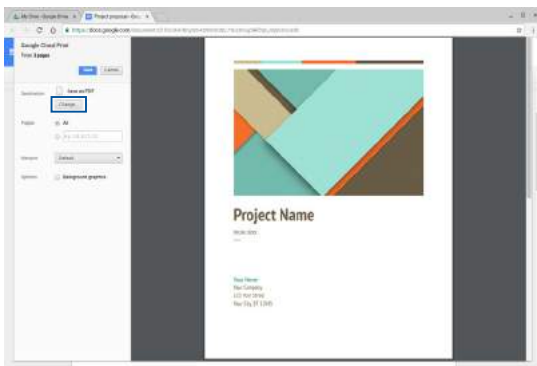 My Drive - Google Drive
Project proposal - Goo
https://docs.google.com
Google Cloud Print
Total: 3 pages
Save
Cancel
Destination
Save as PDF
Change...
Pages
All
Margins
Default
Options
Background graphics
Project Name
Your Name
Your Company
123 Your Street
Your City, ST 12345